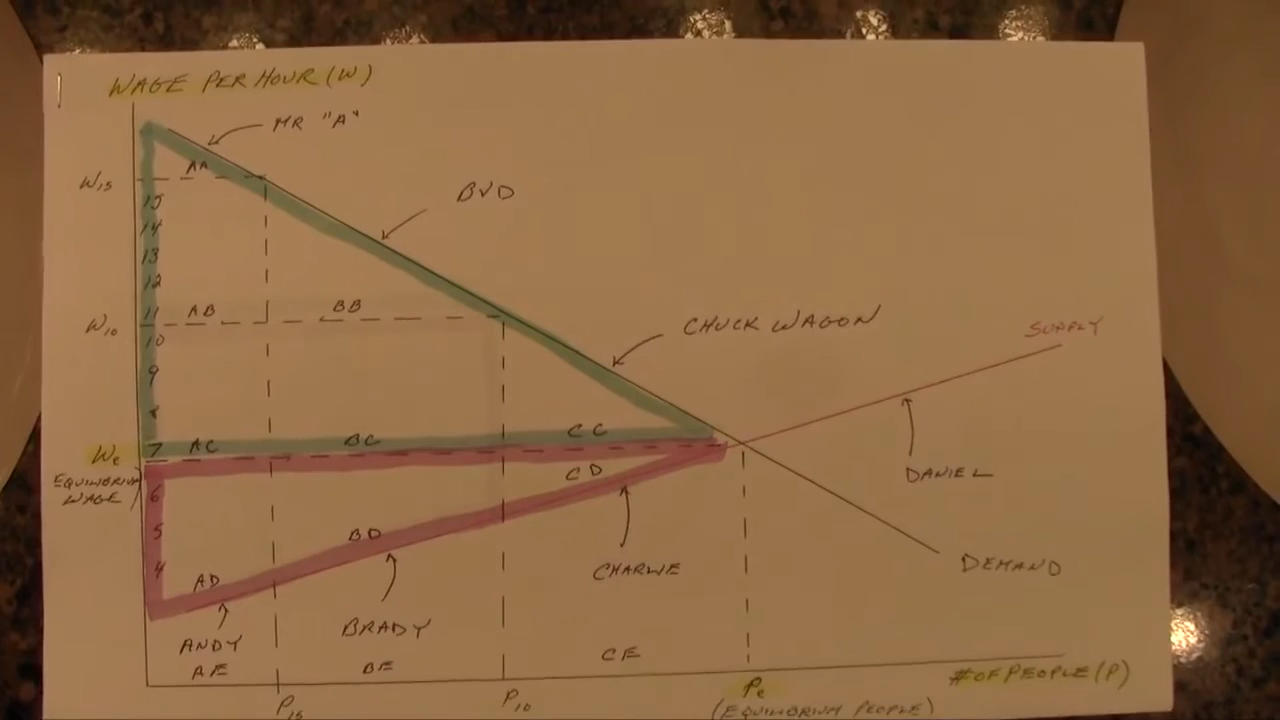 WAGE PER HOUR (W)
MR "A"
AA
W15
15
BVD
14
13
12
AB
BB
11
W10
10
CHUCK WAGON
SUPPLY
9
8
AC
BC
CC
7
We
EQUILIBRIUM
WAGE)
CD
DANIEL
6
5
BD
4
AD
CHARLIE
DEMAND
ANDY
BRADY
AE
BE
CE
# OF PEOPLE (P)
P15
P10
Pe
(EQUILIBRIUM PEOPLE)